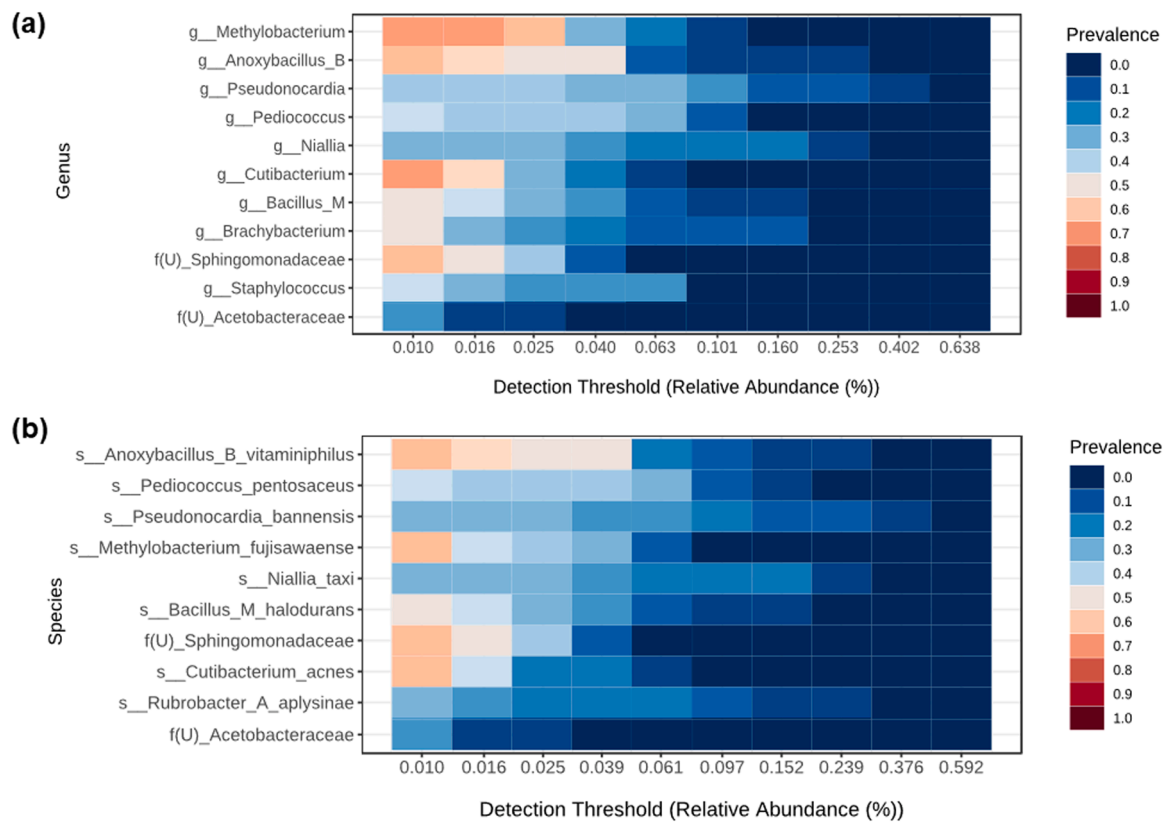 (a)
g__Methylobacterium
g__Anoxybacillus_B
g__Pseudonocardia
g__Pediococcus
g__Niallia
g__Cutibacterium
g__Bacillus_M
g__Brachybacterium
f(U)_Sphingomonadaceae
g__Staphylococcus
f(U)_Acetobacteraceae
Genus
0.010 0.016 0.025 0.040 0.063 0.101 0.160 0.253 0.402 0.638
Detection Threshold (Relative Abundance (%))
Prevalence
0.0
0.1
0.2
0.3
0.4
0.5
0.6
0.7
0.8
0.9
1.0
(b)
s__Anoxybacillus_B_vitaminiphilus
s__Pediococcus_pentosaceus
s__Pseudonocardia_bannensis
s__Methylobacterium_fujisawaense
s__Niallia_taxi
s__Bacillus_M_halodurans
f(U)_Sphingomonadaceae
s__Cutibacterium_acnes
s__Rubrobacter_A_aplysinae
f(U)_Acetobacteraceae
Species
0.010 0.016 0.025 0.039 0.061 0.097 0.152 0.239 0.376 0.592
Detection Threshold (Relative Abundance (%))
Prevalence
0.0
0.1
0.2
0.3
0.4
0.5
0.6
0.7
0.8
0.9
1.0